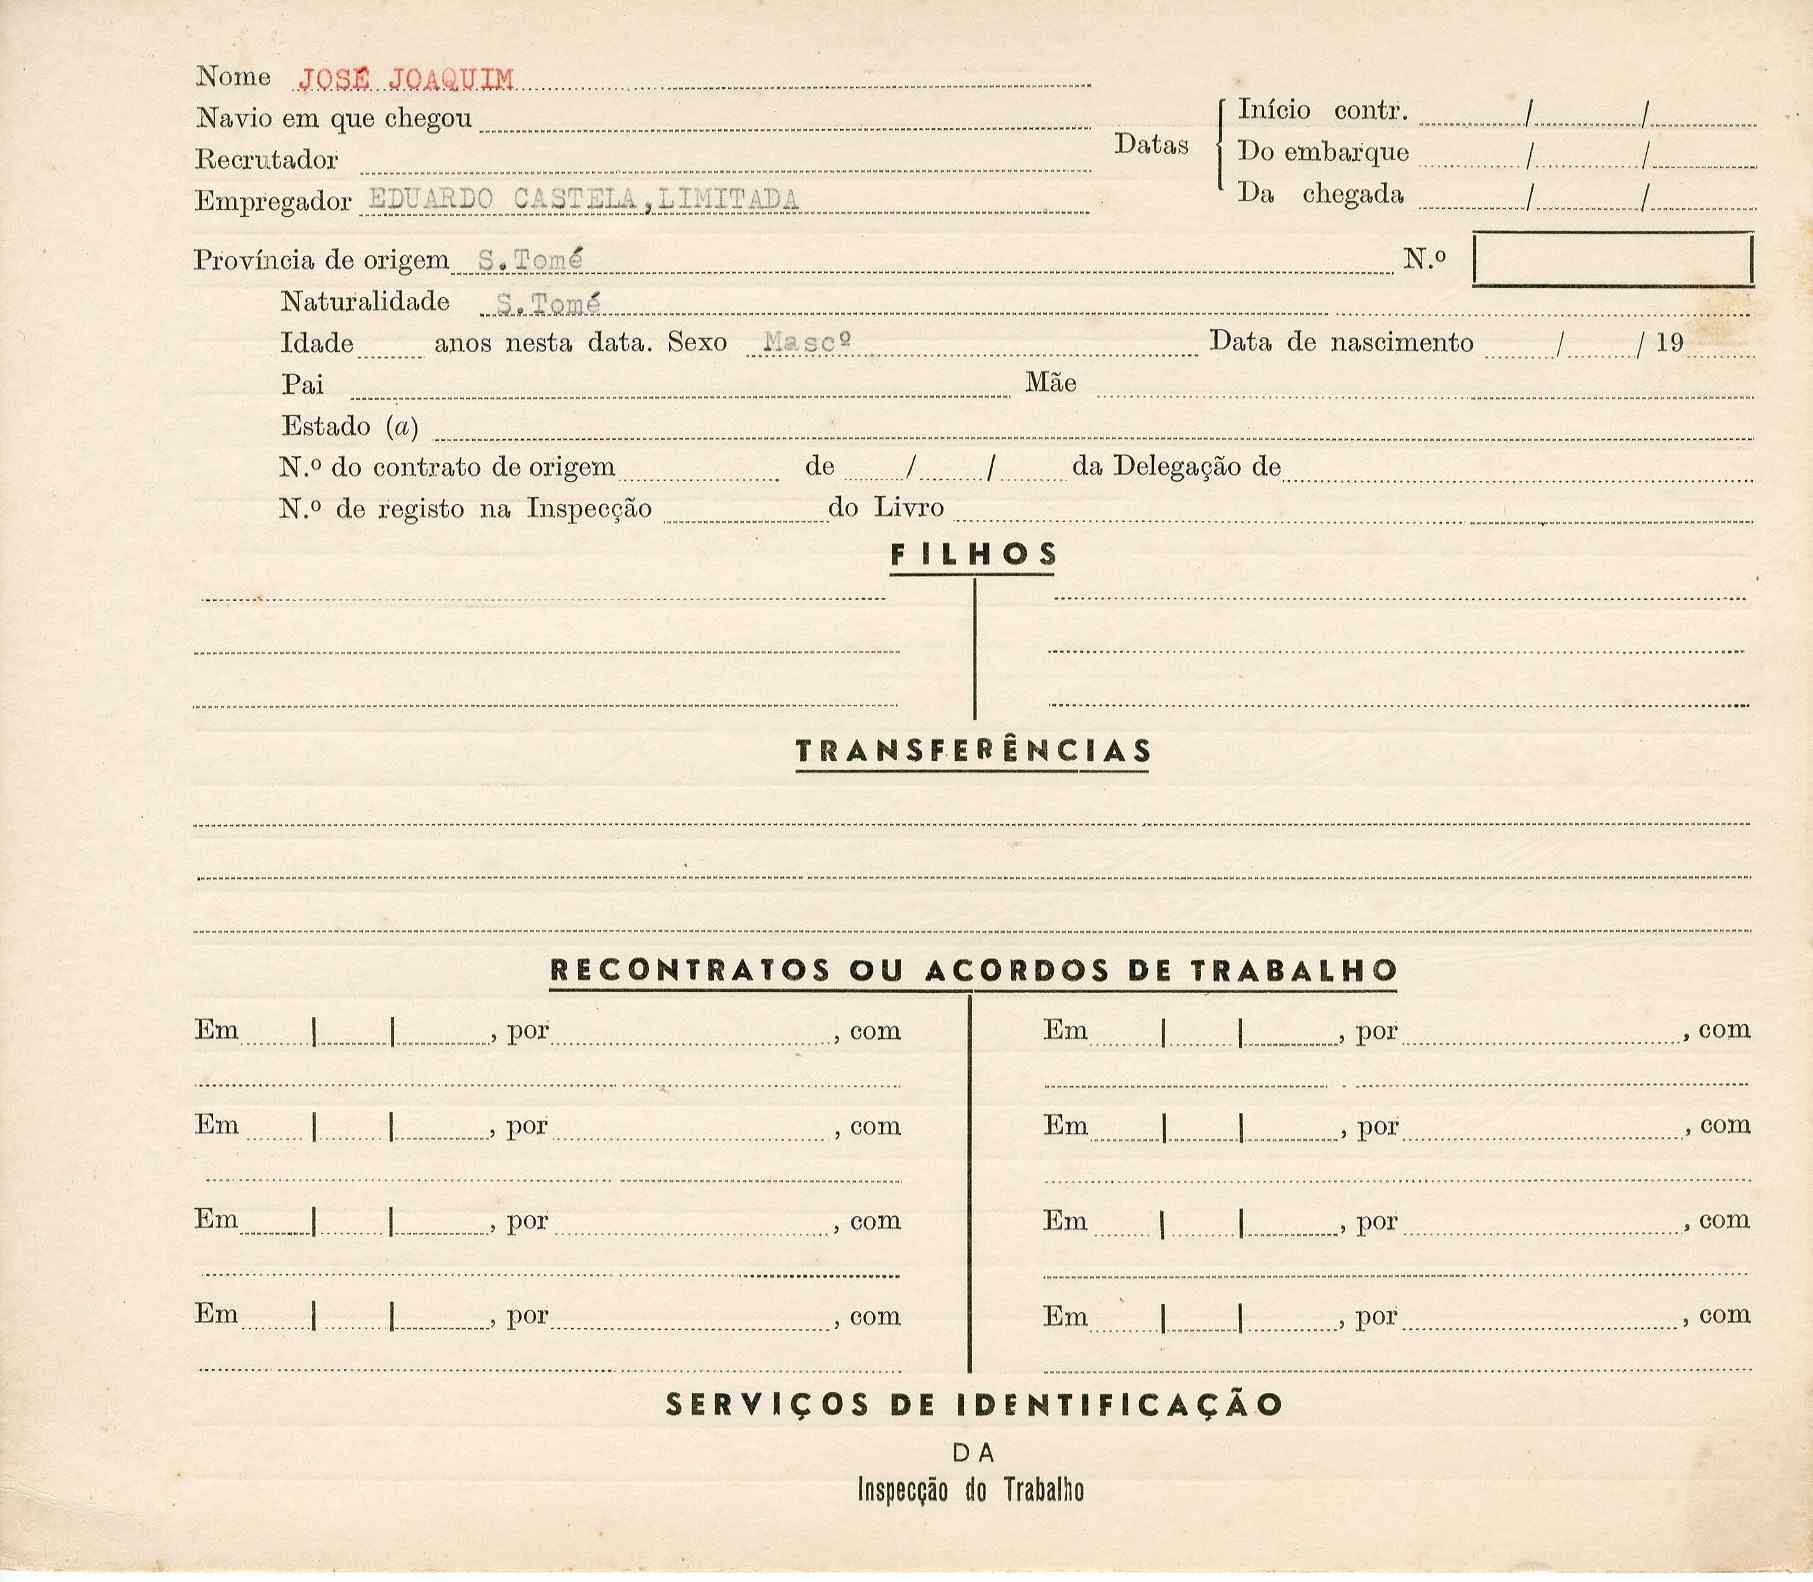 Nome JOSÉ JOAQUIM
Navio em que chegou
Recrutador
Empregador EDUARDO CASTELA,LIMITADA
Datas
Início contr. / /
Do embarque / /
Da chegada / /
Província de origem S.Tomé N.º
Naturalidade S.Tomé
Idade anos nesta data. Sexo Mascº Data de nascimento / / 19
Pai Mãe
Estado (a)
N.º do contrato de origem de / / da Delegação de
N.º de registo na Inspecção do Livro
FILHOS
TRANSFERÊNCIAS
RECONTRATOS OU ACORDOS DE TRABALHO
Em | | , por , com Em | | , por , com
Em | | , por , com Em | | , por , com
Em | | , por , com Em | | , por , com
Em | | , por , com Em | | , por , com
SERVIÇOS DE IDENTIFICAÇÃO
DA
Inspecção do Trabalho